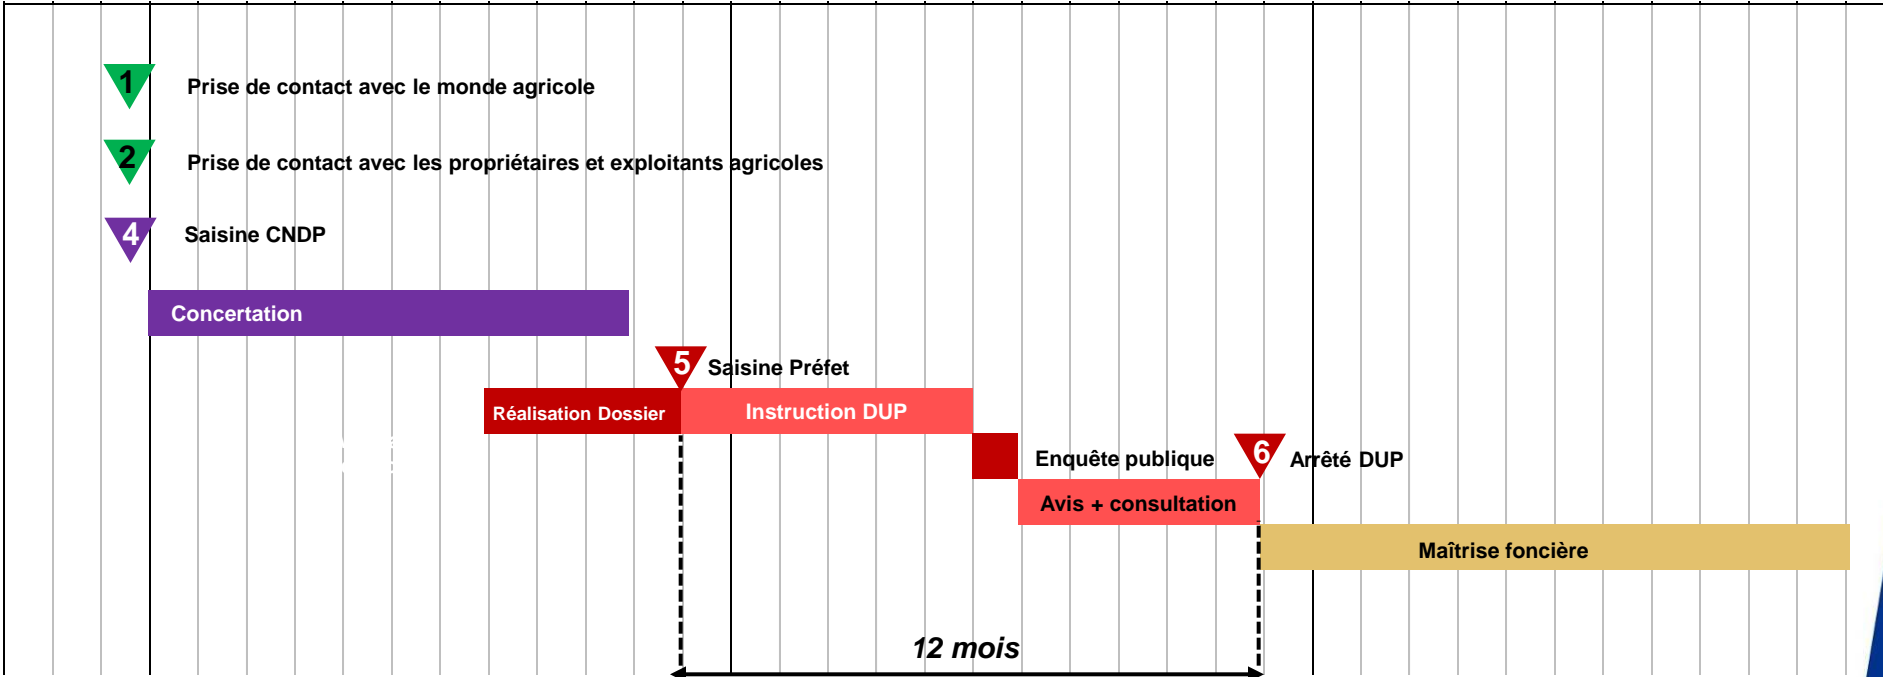 1 Prise de contact avec le monde agricole
2 Prise de contact avec les propriétaires et exploitants agricoles
4 Saisine CNDP
Concertation
5 Saisine Préfet
Réalisation Dossier Instruction DUP
Enquête publique 6 Arrêté DUP
Avis + consultation
Maîtrise foncière
12 mois